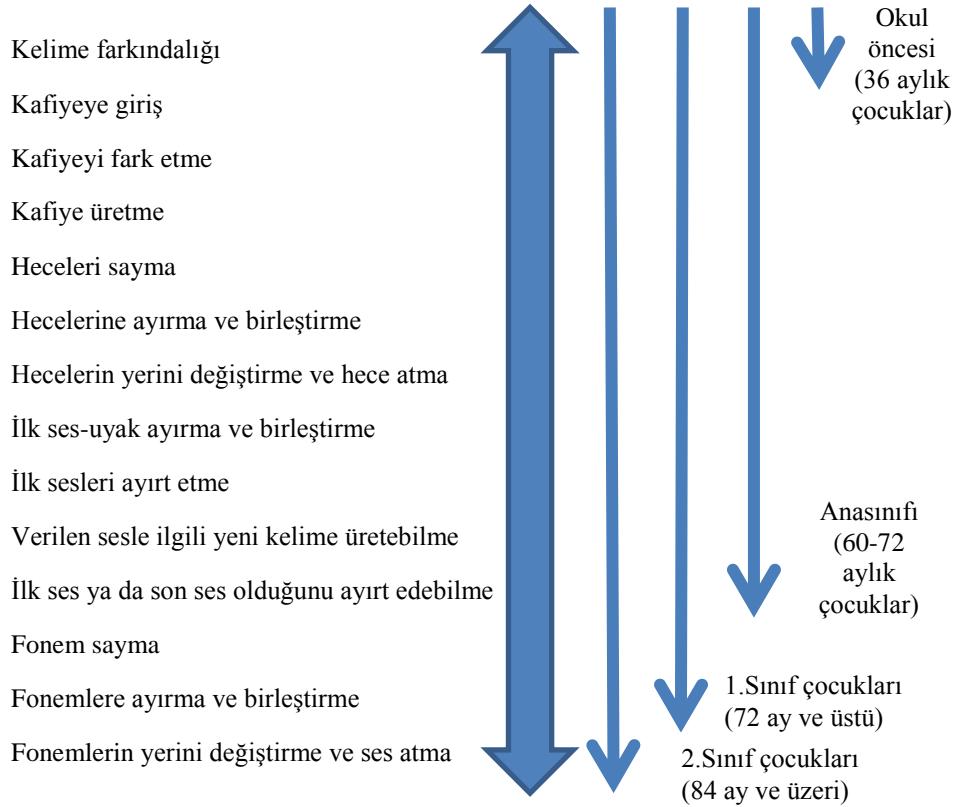 Kelime farkındalığı
Kafiyeye giriş
Kafiyeyi fark etme
Kafiye üretme
Heceleri sayma
Hecelerine ayırma ve birleştirme
Hecelerin yerini değiştirme ve hece atma
İlk ses-uyak ayırma ve birleştirme
İlk sesleri ayırt etme
Verilen sesle ilgili yeni kelime üretebilme
İlk ses ya da son ses olduğunu ayırt edebilme
Fonem sayma
Fonemlere ayırma ve birleştirme
Fonemlerin yerini değiştirme ve ses atma
Okul
öncesi
(36 aylık
çocuklar)
Anasınıfı
(60-72
aylık
çocuklar)
1.Sınıf çocukları
(72 ay ve üstü)
2.Sınıf çocukları
(84 ay ve üzeri)